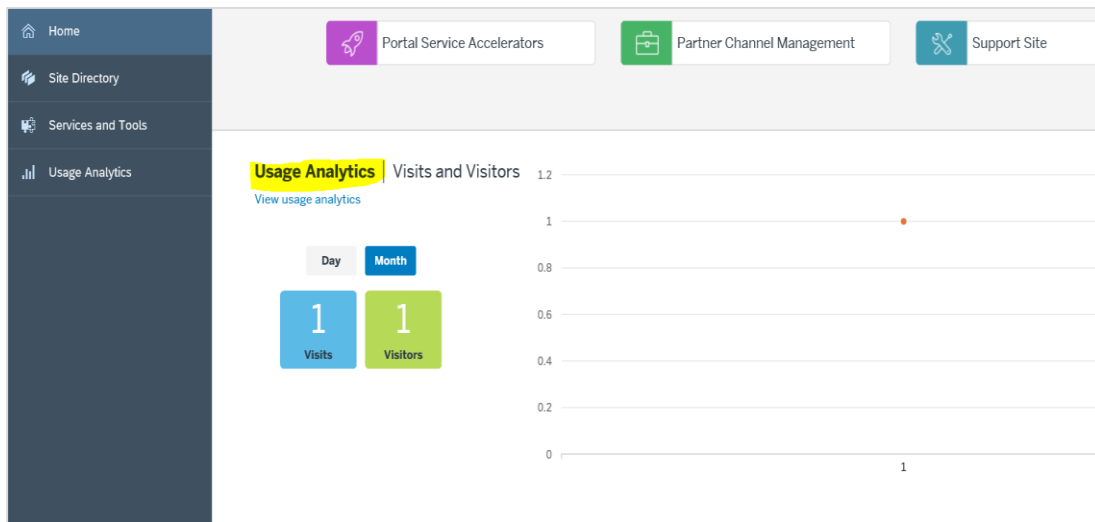 Home
Site Directory
Services and Tools
Usage Analytics
Portal Service Accelerators
Partner Channel Management
Support Site
Usage Analytics | Visits and Visitors
View usage analytics
Day
Month
1
Visits
1
Visitors
1.2
1
0.8
0.6
0.4
0.2
0
1